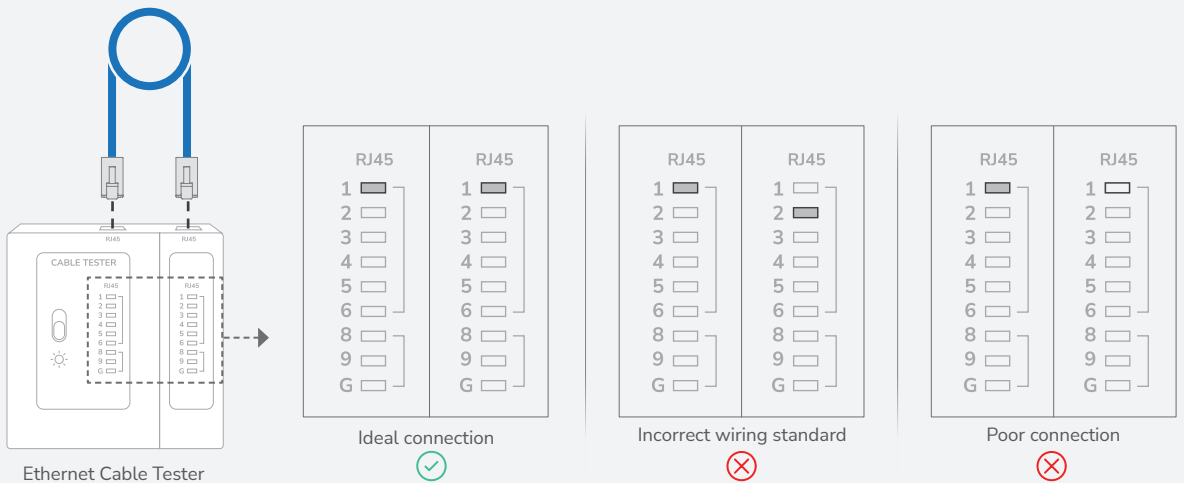 RJ45 RJ45
CABLE TESTER
RJ45 RJ45
1 1
2 2
3 3
4 4
5 5
6 6
8 8
9 9
G G
Ethernet Cable Tester
RJ45 RJ45
1 1
2 2
3 3
4 4
5 5
6 6
8 8
9 9
G G
Ideal connection
RJ45 RJ45
1 1
2 2
3 3
4 4
5 5
6 6
8 8
9 9
G G
Incorrect wiring standard
RJ45 RJ45
1 1
2 2
3 3
4 4
5 5
6 6
8 8
9 9
G G
Poor connection